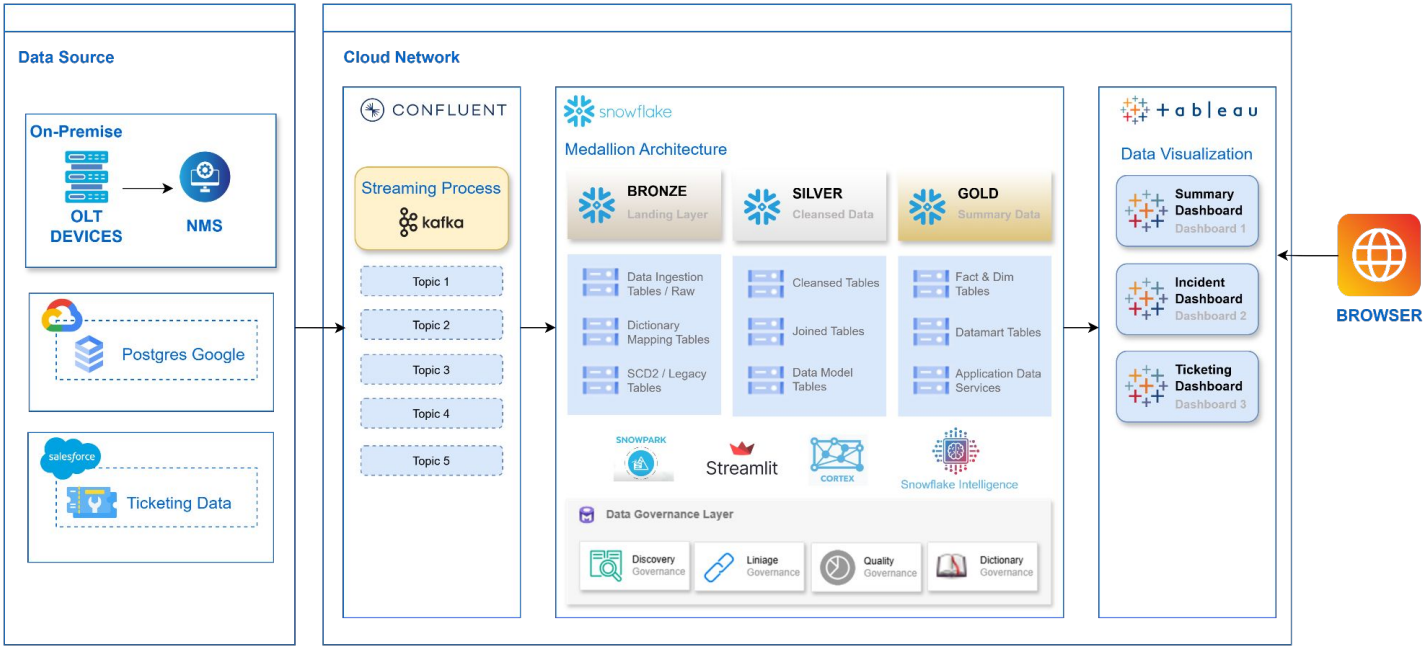 Data Source
On-Premise
OLT
DEVICES
NMS
Postgres Google
salesforce
Ticketing Data
Cloud Network
CONFLUENT
Streaming Process
kafka
Topic 1
Topic 2
Topic 3
Topic 4
Topic 5
snowflake
Medallion Architecture
BRONZE
Landing Layer
SILVER
Cleansed Data
GOLD
Summary Data
Data Ingestion
Tables / Raw
Dictionary
Mapping Tables
SCD2 / Legacy
Tables
Cleansed Tables
Joined Tables
Data Model
Tables
Fact & Dim
Tables
Datamart Tables
Application Data
Services
SNOWPARK
Streamlit
CORTEX
Snowflake Intelligence
Data Governance Layer
Discovery
Governance
Liniage
Governance
Quality
Governance
Dictionary
Governance
+ableau
Data Visualization
Summary
Dashboard
Dashboard 1
Incident
Dashboard
Dashboard 2
Ticketing
Dashboard
Dashboard 3
BROWSER